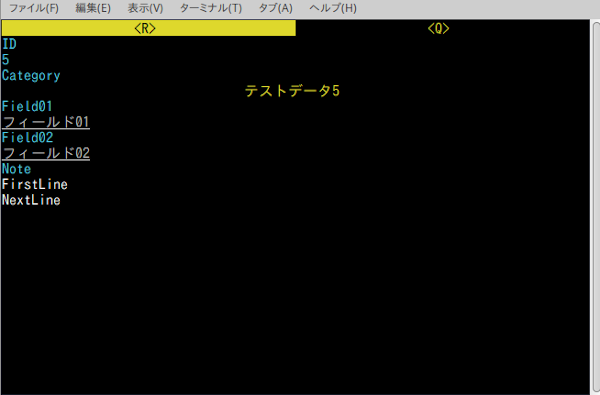 ファイル(F) 編集(E) 表示(V) ターミナル(T) タブ(A) ヘルプ(H)
<R> <Q>
ID
5
Category
テストデータ5
Field01
フィールド01
Field02
フィールド02
Note
FirstLine
NextLine